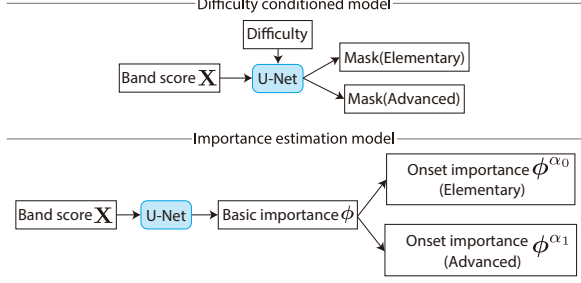 Difficulty conditioned model
Difficulty
Band score X
U-Net
Mask(Elementary)
Mask(Advanced)
Importance estimation model
Band score X
U-Net
Basic importance ϕ
Onset importance ϕ^α₀
(Elementary)
Onset importance ϕ^α₁
(Advanced)